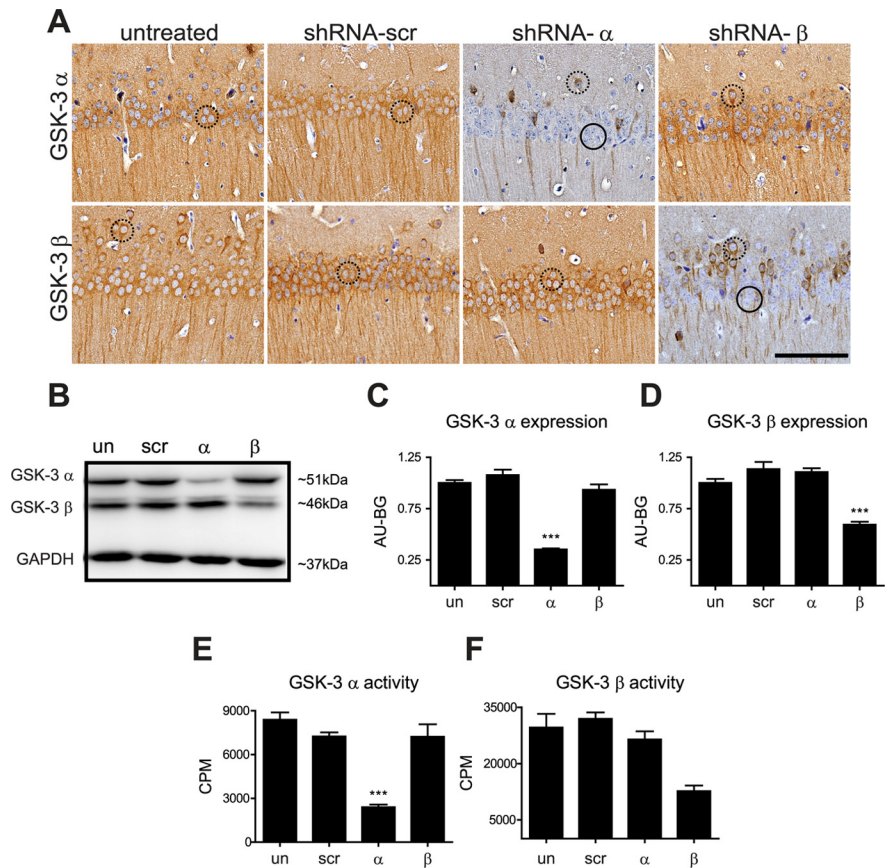 A
untreated shRNA-scr shRNA- α shRNA- β
GSK-3 α
GSK-3 β
B
un scr α β
GSK-3 α ~51kDa
GSK-3 β ~46kDa
GAPDH ~37kDa
C
GSK-3 α expression
AU-BG
1.25
0.75
0.25
***
un scr α β
D
GSK-3 β expression
AU-BG
1.25
0.75
0.25
***
un scr α β
E
GSK-3 α activity
CPM
9000
6000
3000
0
***
un scr α β
F
GSK-3 β activity
CPM
35000
20000
5000
un scr α β